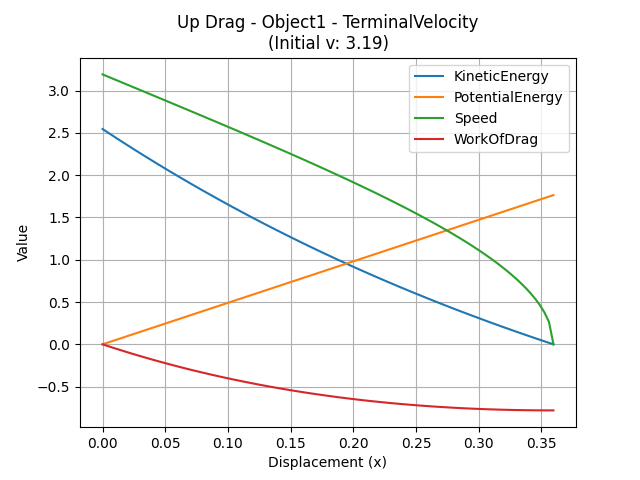 Up Drag - Object1 - TerminalVelocity
(Initial v: 3.19)
KineticEnergy
PotentialEnergy
Speed
WorkOfDrag
Value
3.0
2.5
2.0
1.5
1.0
0.5
0.0
−0.5
0.00 0.05 0.10 0.15 0.20 0.25 0.30 0.35
Displacement (x)